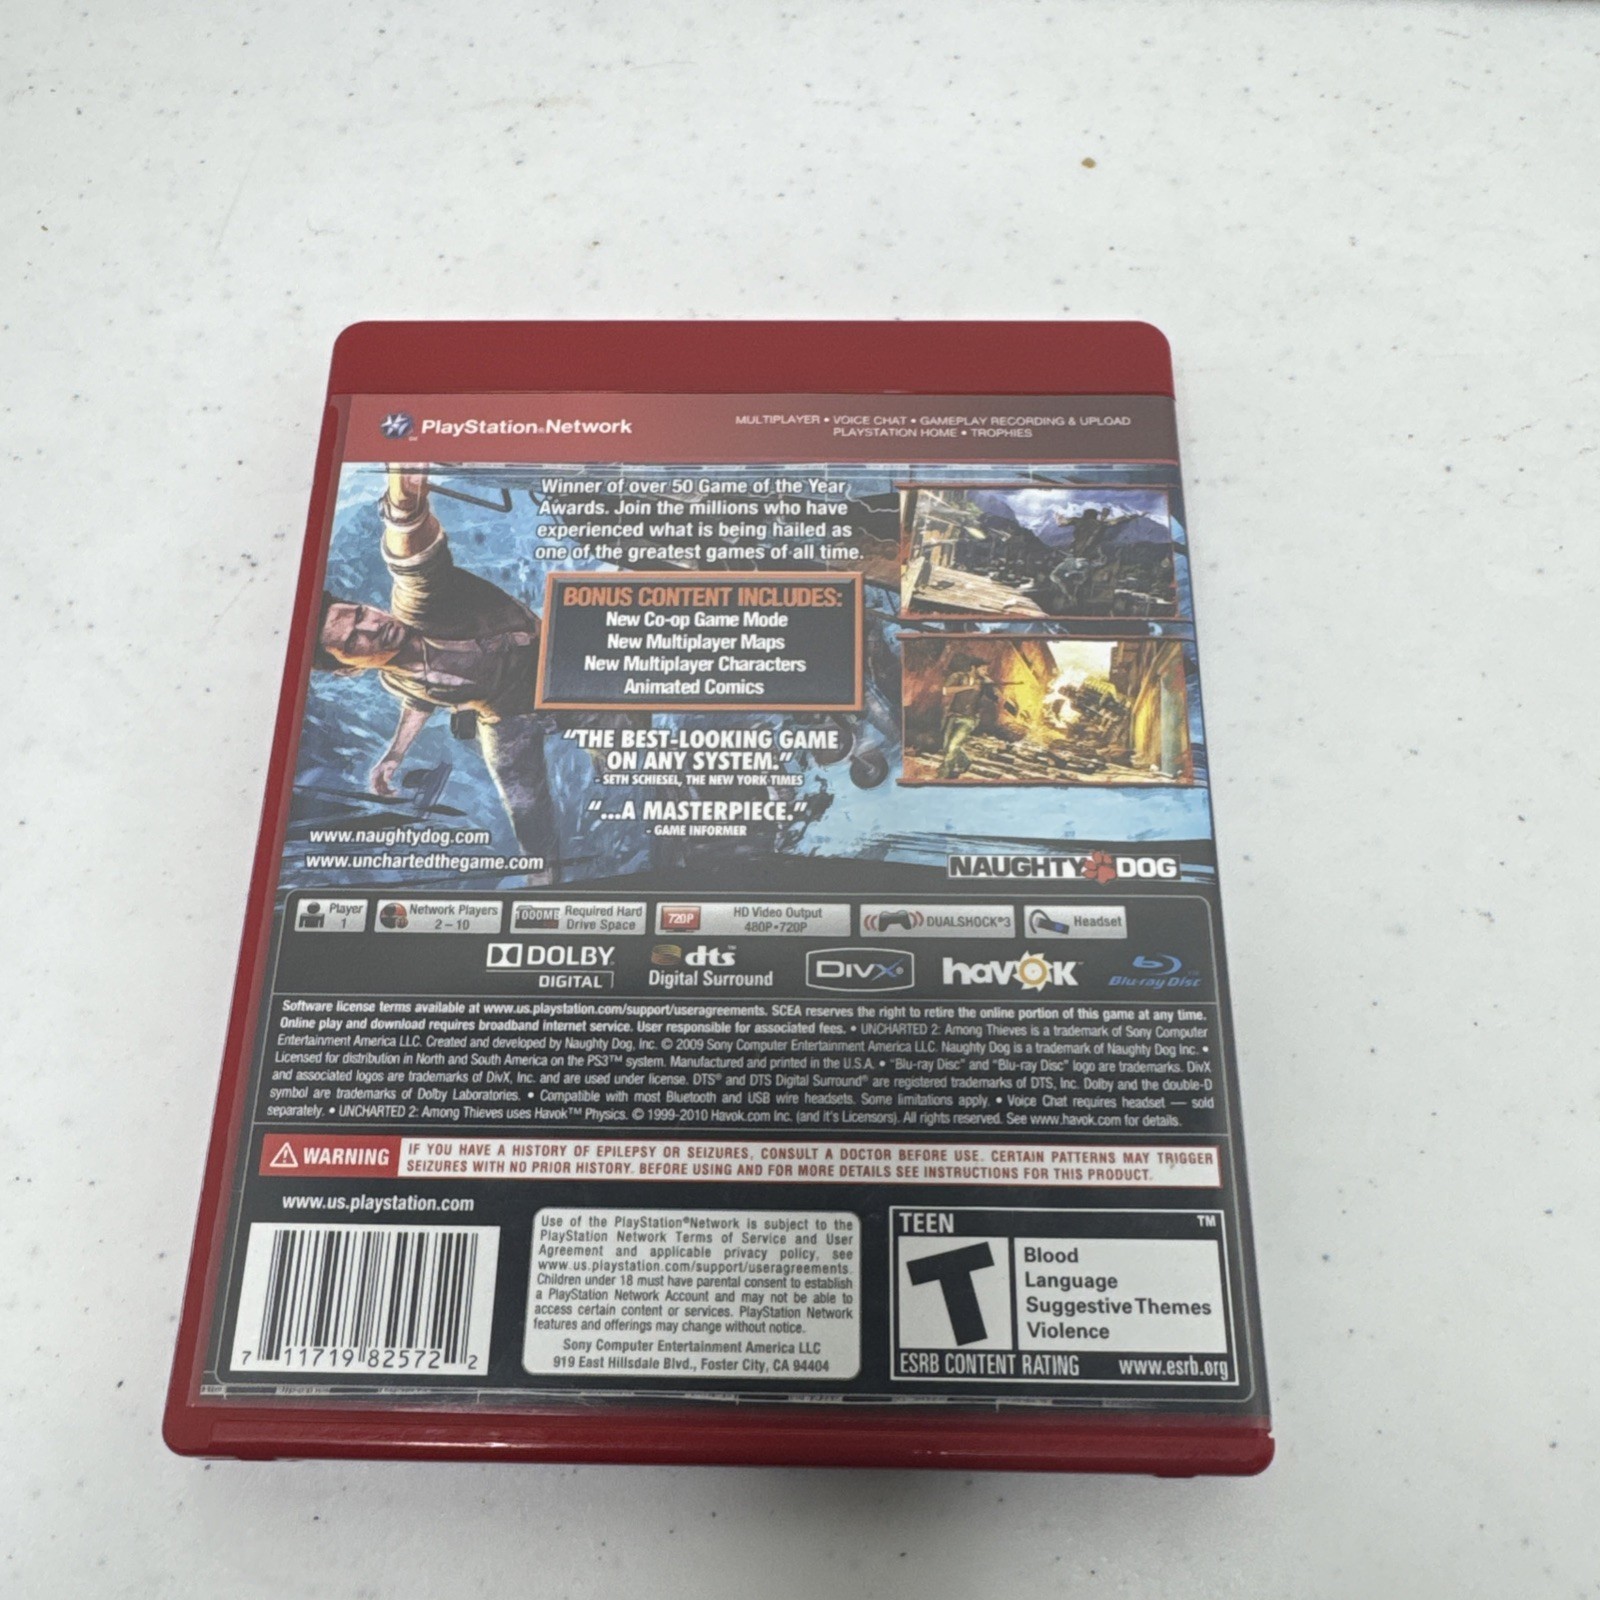 PlayStation®Network
MULTIPLAYER • VOICE CHAT • GAMEPLAY RECORDING & UPLOAD
PLAYSTATION HOME • TROPHIES
Winner of over 50 Game of the Year
Awards. Join the millions who have
experienced what is being hailed as
one of the greatest games of all time.
BONUS CONTENT INCLUDES:
New Co-op Game Mode
New Multiplayer Maps
New Multiplayer Characters
Animated Comics
“THE BEST-LOOKING GAME
ON ANY SYSTEM.”
- SETH SCHIESEL, THE NEW YORK TIMES
“...A MASTERPIECE.”
- GAME INFORMER
www.naughtydog.com
www.unchartedthegame.com
NAUGHTY DOG
Player
1
Network Players
2 – 10
1000MB Required Hard
Drive Space
720P
HD Video Output
480P•720P
DUALSHOCK®3
Headset
DOLBY
DIGITAL
dts™
Digital Surround
DIVX®
havok™
Blu-ray Disc™
Software license terms available at www.us.playstation.com/support/useragreements. SCEA reserves the right to retire the online portion of this game at any time.
Online play and download requires broadband internet service. User responsible for associated fees. • UNCHARTED 2: Among Thieves is a trademark of Sony Computer
Entertainment America LLC. Created and developed by Naughty Dog, Inc. © 2009 Sony Computer Entertainment America LLC. Naughty Dog is a trademark of Naughty Dog Inc. •
Licensed for distribution in North and South America on the PS3™ system. Manufactured and printed in the U.S.A. • “Blu-ray Disc” and “Blu-ray Disc” logo are trademarks. DivX
and associated logos are trademarks of DivX, Inc. and are used under license. DTS® and DTS Digital Surround® are registered trademarks of DTS, Inc. Dolby and the double-D
symbol are trademarks of Dolby Laboratories. • Compatible with most Bluetooth and USB wire headsets. Some limitations apply. • Voice Chat requires headset — sold
separately. • UNCHARTED 2: Among Thieves uses Havok™ Physics. © 1999-2010 Havok.com Inc. (and it's Licensors). All rights reserved. See www.havok.com for details.
WARNING
IF YOU HAVE A HISTORY OF EPILEPSY OR SEIZURES, CONSULT A DOCTOR BEFORE USE. CERTAIN PATTERNS MAY TRIGGER
SEIZURES WITH NO PRIOR HISTORY. BEFORE USING AND FOR MORE DETAILS SEE INSTRUCTIONS FOR THIS PRODUCT.
www.us.playstation.com
7 11719 82572 2
Use of the PlayStation®Network is subject to the
PlayStation Network Terms of Service and User
Agreement and applicable privacy policy, see
www.us.playstation.com/support/useragreements.
Children under 18 must have parental consent to establish
a PlayStation Network Account and may not be able to
access certain content or services. PlayStation Network
features and offerings may change without notice.
Sony Computer Entertainment America LLC
919 East Hillsdale Blvd., Foster City, CA 94404
TEEN ™
T
Blood
Language
Suggestive Themes
Violence
ESRB CONTENT RATING www.esrb.org